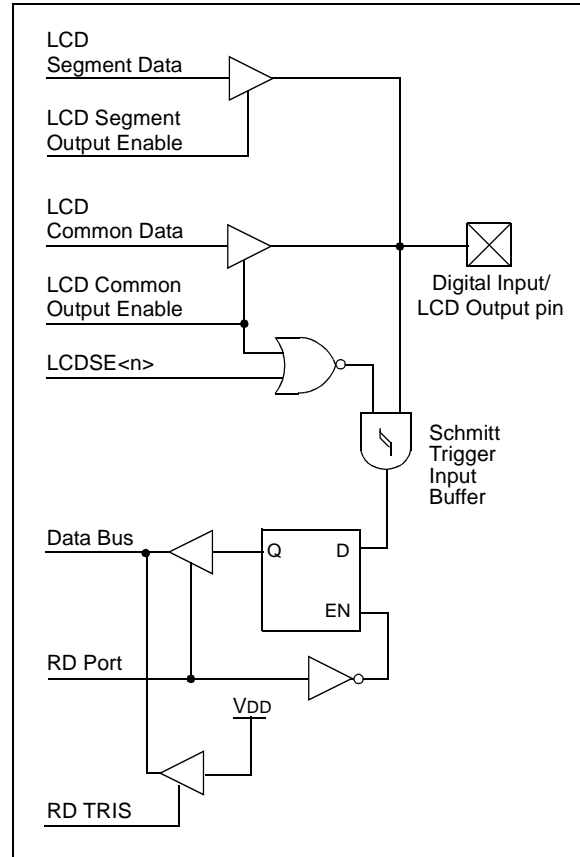 LCD
Segment Data
LCD Segment
Output Enable
LCD
Common Data
LCD Common
Output Enable
Digital Input/
LCD Output pin
LCDSE<n>
Schmitt
Trigger
Input
Buffer
Data Bus
Q
D
EN
RD Port
VDD
RD TRIS